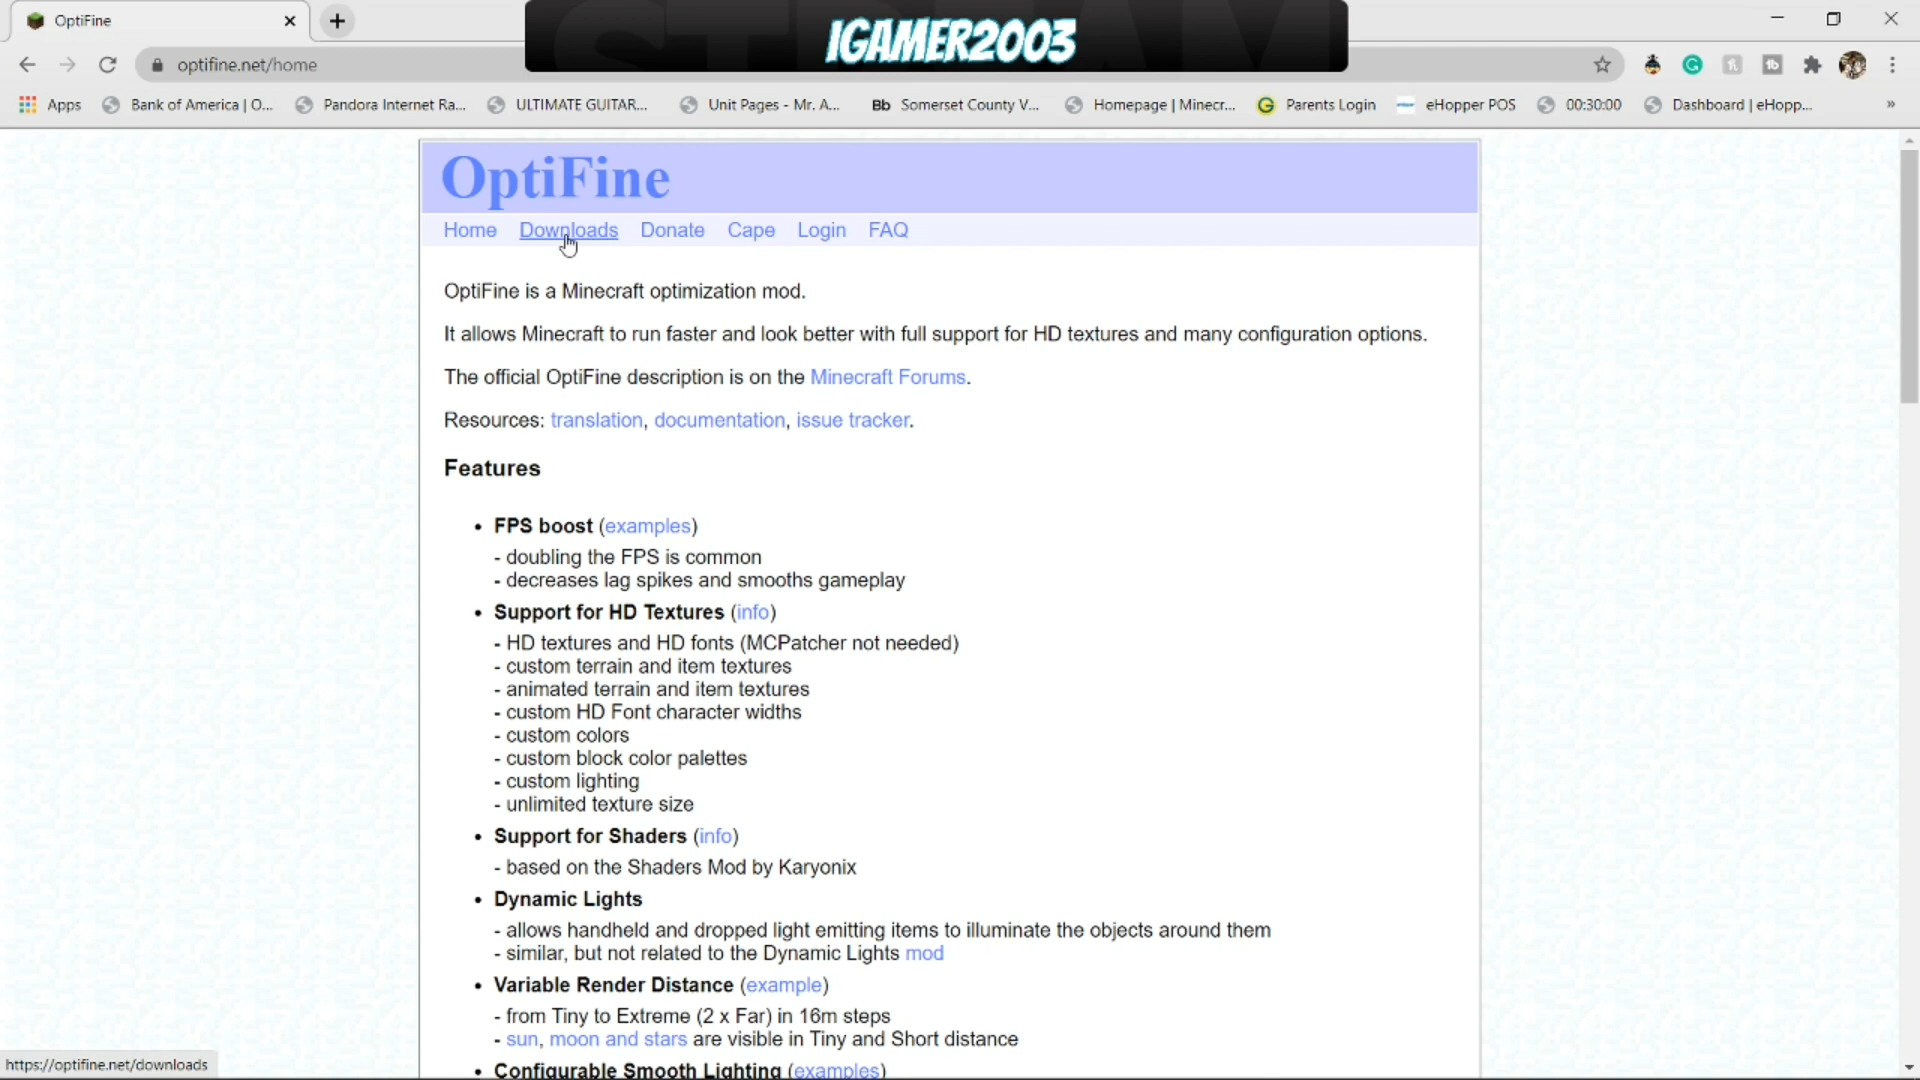 OptiFine
IGAMER2003
optifine.net/home
Apps
Bank of America | O...
Pandora Internet Ra...
ULTIMATE GUITAR...
Unit Pages - Mr. A...
Bb Somerset County V...
Homepage | Minecr...
Parents Login
eHopper POS
00:30:00
Dashboard | eHopp...
»
OptiFine
Home Downloads Donate Cape Login FAQ
OptiFine is a Minecraft optimization mod.
It allows Minecraft to run faster and look better with full support for HD textures and many configuration options.
The official OptiFine description is on the Minecraft Forums.
Resources: translation, documentation, issue tracker.
Features
• FPS boost (examples)
- doubling the FPS is common
- decreases lag spikes and smooths gameplay
• Support for HD Textures (info)
- HD textures and HD fonts (MCPatcher not needed)
- custom terrain and item textures
- animated terrain and item textures
- custom HD Font character widths
- custom colors
- custom block color palettes
- custom lighting
- unlimited texture size
• Support for Shaders (info)
- based on the Shaders Mod by Karyonix
• Dynamic Lights
- allows handheld and dropped light emitting items to illuminate the objects around them
- similar, but not related to the Dynamic Lights mod
• Variable Render Distance (example)
- from Tiny to Extreme (2 x Far) in 16m steps
- sun, moon and stars are visible in Tiny and Short distance
• Configurable Smooth Lighting (examples)
https://optifine.net/downloads